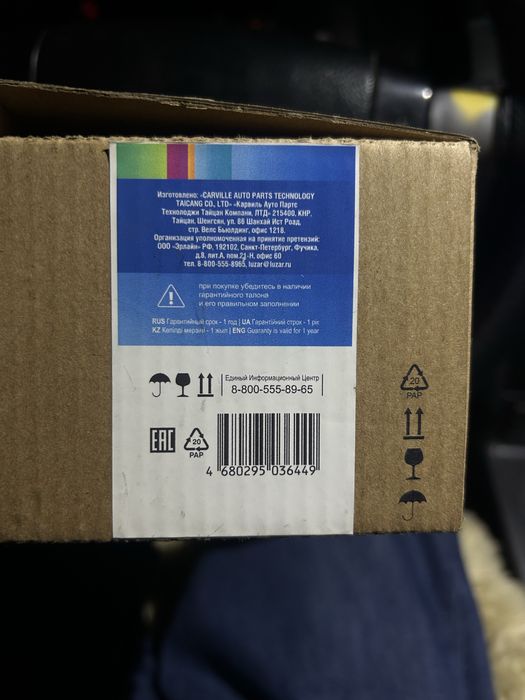 Изготовлено: «CARVILLE AUTO PARTS TECHNOLOGY
TAICANG CO., LTD» «Карвиль Ауто Партс
Технолоджи Тайцан Компани, ЛТД» 215400, КНР,
Тайцан, Шенгсян, ул. 86 Шанхай Ист Роад,
стр. Велс Бьюлдинг, офис 1218.
Организация уполномоченная на принятие претензий:
ООО «Эрлайн» РФ, 192102, Санкт-Петербург, Фучика,
д.8, лит.А, пом.21-Н, офис 60
тел. 8-800-555-8965, luzar@luzar.ru
при покупке убедитесь в наличии
гарантийного талона
и его правильном заполнении
RUS Гарантийный срок - 1 год | UA Гарантійний строк - 1 рік
KZ Кепілді мерзімі - 1 жыл | ENG Guaranty is valid for 1 year
Единый Информационный Центр
8-800-555-89-65
EAC
20
PAP
4 680295 036449
20
PAP